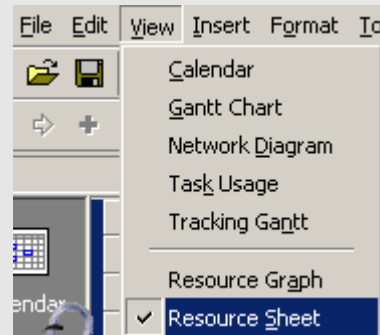 File Edit View Insert Format
Calendar
Gantt Chart
Network Diagram
Task Usage
Tracking Gantt
Resource Graph
Resource Sheet